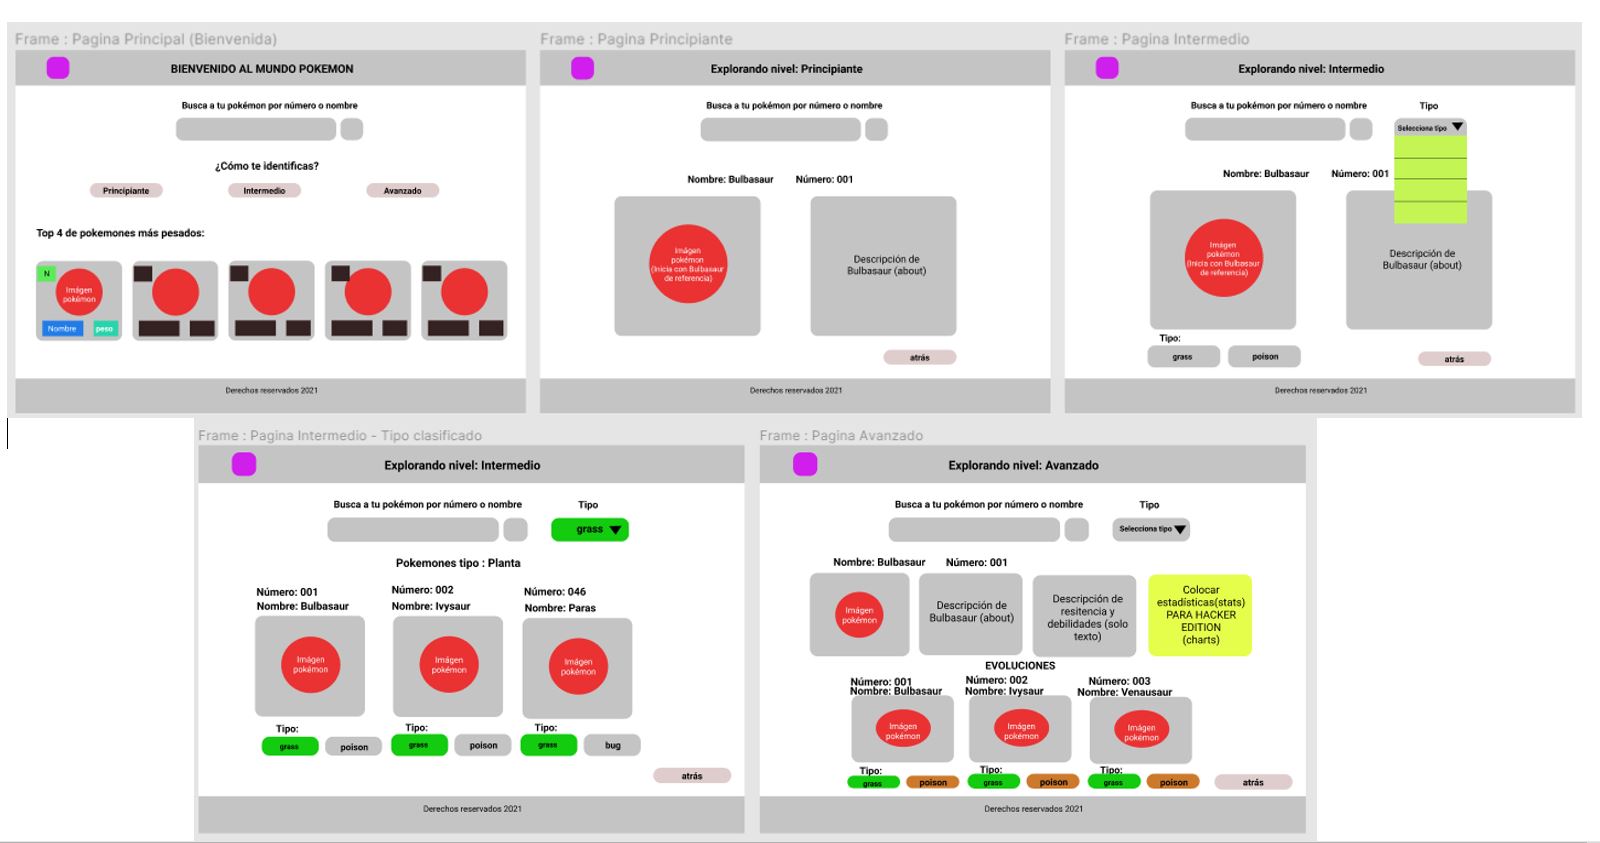 Frame : Pagina Principal (Bienvenida)
BIENVENIDO AL MUNDO POKEMON
Busca a tu pokémon por número o nombre
¿Cómo te identificas?
Principiante
Intermedio
Avanzado
Top 4 de pokemones más pesados:
N
Imágen
pokémon
Nombre
peso
Derechos reservados 2021
Frame : Pagina Principiante
Explorando nivel: Principiante
Busca a tu pokémon por número o nombre
Nombre: Bulbasaur
Número: 001
Imágen
pokémon
(Inicia con Bulbasaur
de referencia)
Descripción de
Bulbasaur (about)
atrás
Derechos reservados 2021
Frame : Pagina Intermedio
Explorando nivel: Intermedio
Busca a tu pokémon por número o nombre
Tipo
Selecciona tipo
Nombre: Bulbasaur
Número: 001
Imágen
pokémon
(Inicia con Bulbasaur
de referencia)
Descripción de
Bulbasaur (about)
Tipo:
grass
poison
atrás
Derechos reservados 2021
Frame : Pagina Intermedio - Tipo clasificado
Explorando nivel: Intermedio
Busca a tu pokémon por número o nombre
Tipo
grass
Pokemones tipo : Planta
Número: 001
Nombre: Bulbasaur
Número: 002
Nombre: Ivysaur
Número: 046
Nombre: Paras
Imágen
pokémon
Imágen
pokémon
Imágen
pokémon
Tipo:
grass
poison
Tipo:
grass
poison
Tipo:
grass
bug
atrás
Derechos reservados 2021
Frame : Pagina Avanzado
Explorando nivel: Avanzado
Busca a tu pokémon por número o nombre
Tipo
Selecciona tipo
Nombre: Bulbasaur
Número: 001
Imágen
pokémon
Descripción de
Bulbasaur (about)
Descripción de
resitencia y
debilidades (solo
texto)
Colocar
estadísticas(stats)
PARA HACKER
EDITION
(charts)
EVOLUCIONES
Número: 001
Nombre: Bulbasaur
Número: 002
Nombre: Ivysaur
Número: 003
Nombre: Venausaur
Imágen
pokémon
Imágen
pokémon
Imágen
pokémon
Tipo:
grass
poison
Tipo:
grass
poison
Tipo:
grass
poison
atrás
Derechos reservados 2021